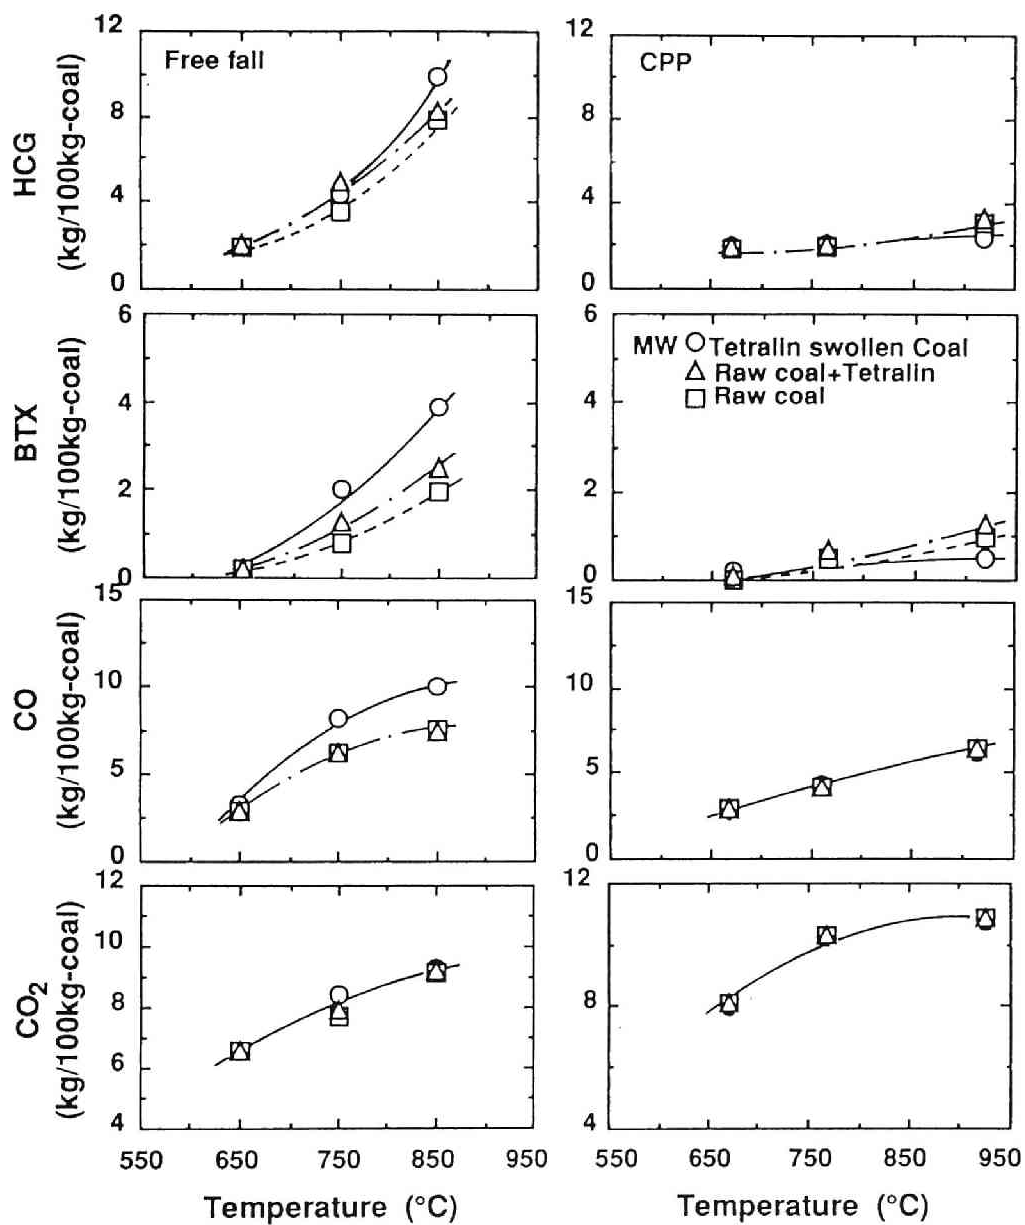 HCG
(kg/100kg-coal)
12
8
4
0
Free fall
12
8
4
0
CPP
BTX
(kg/100kg-coal)
6
4
2
0
6
4
2
0
MW ○ Tetralin swollen Coal
△ Raw coal+Tetralin
□ Raw coal
CO
(kg/100kg-coal)
15
10
5
0
15
10
5
0
CO2
(kg/100kg-coal)
12
10
8
6
4
12
8
4
550 650 750 850 950
550 650 750 850 950
Temperature (°C)
Temperature (°C)